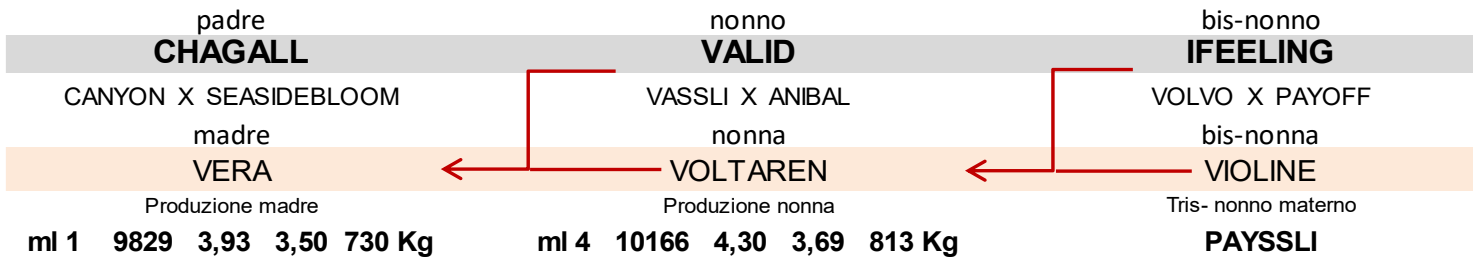 padre nonno bis-nonno
CHAGALL VALID IFEELING
CANYON X SEASIDEBLOOM VASSLI X ANIBAL VOLVO X PAYOFF
madre nonna bis-nonna
VERA VOLTAREN VIOLINE
Produzione madre Produzione nonna Tris- nonno materno
ml 1 9829 3,93 3,50 730 Kg ml 4 10166 4,30 3,69 813 Kg PAYSSLI